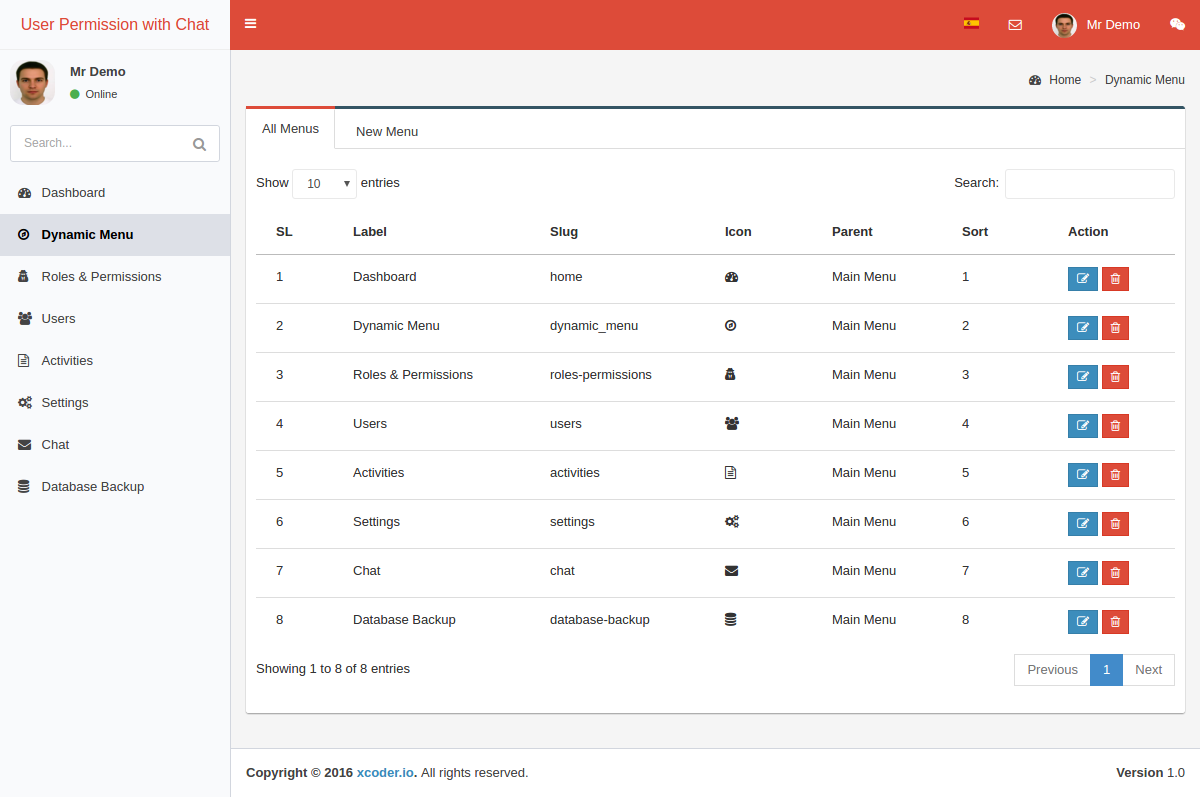 User Permission with Chat
Mr Demo
Mr Demo
Online
Home > Dynamic Menu
Search...
All Menus New Menu
Dashboard
Dynamic Menu
Roles & Permissions
Users
Activities
Settings
Chat
Database Backup
Show 10 entries Search:
SL Label Slug Icon Parent Sort Action
1 Dashboard home Main Menu 1
2 Dynamic Menu dynamic_menu Main Menu 2
3 Roles & Permissions roles-permissions Main Menu 3
4 Users users Main Menu 4
5 Activities activities Main Menu 5
6 Settings settings Main Menu 6
7 Chat chat Main Menu 7
8 Database Backup database-backup Main Menu 8
Showing 1 to 8 of 8 entries Previous 1 Next
Copyright © 2016 xcoder.io. All rights reserved. Version 1.0